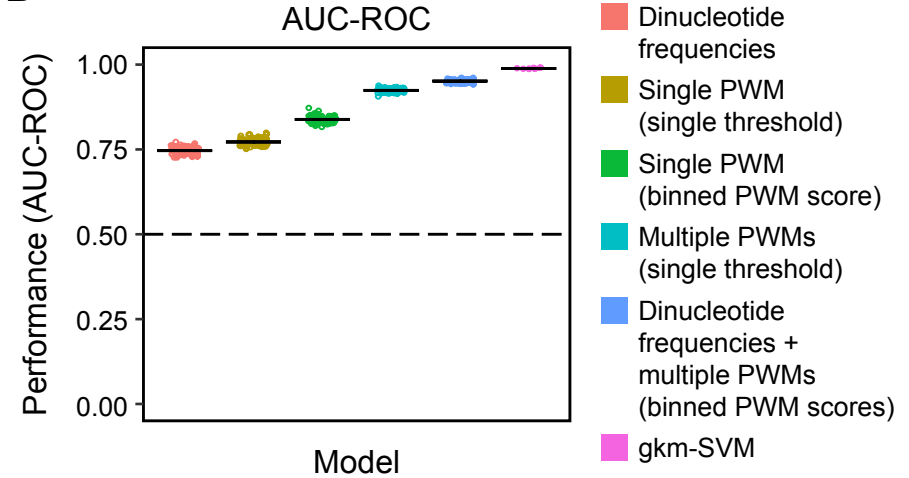 AUC-ROC
Performance (AUC-ROC)
1.00
0.75
0.50
0.25
0.00
Model
Dinucleotide
frequencies
Single PWM
(single threshold)
Single PWM
(binned PWM score)
Multiple PWMs
(single threshold)
Dinucleotide
frequencies +
multiple PWMs
(binned PWM scores)
gkm-SVM